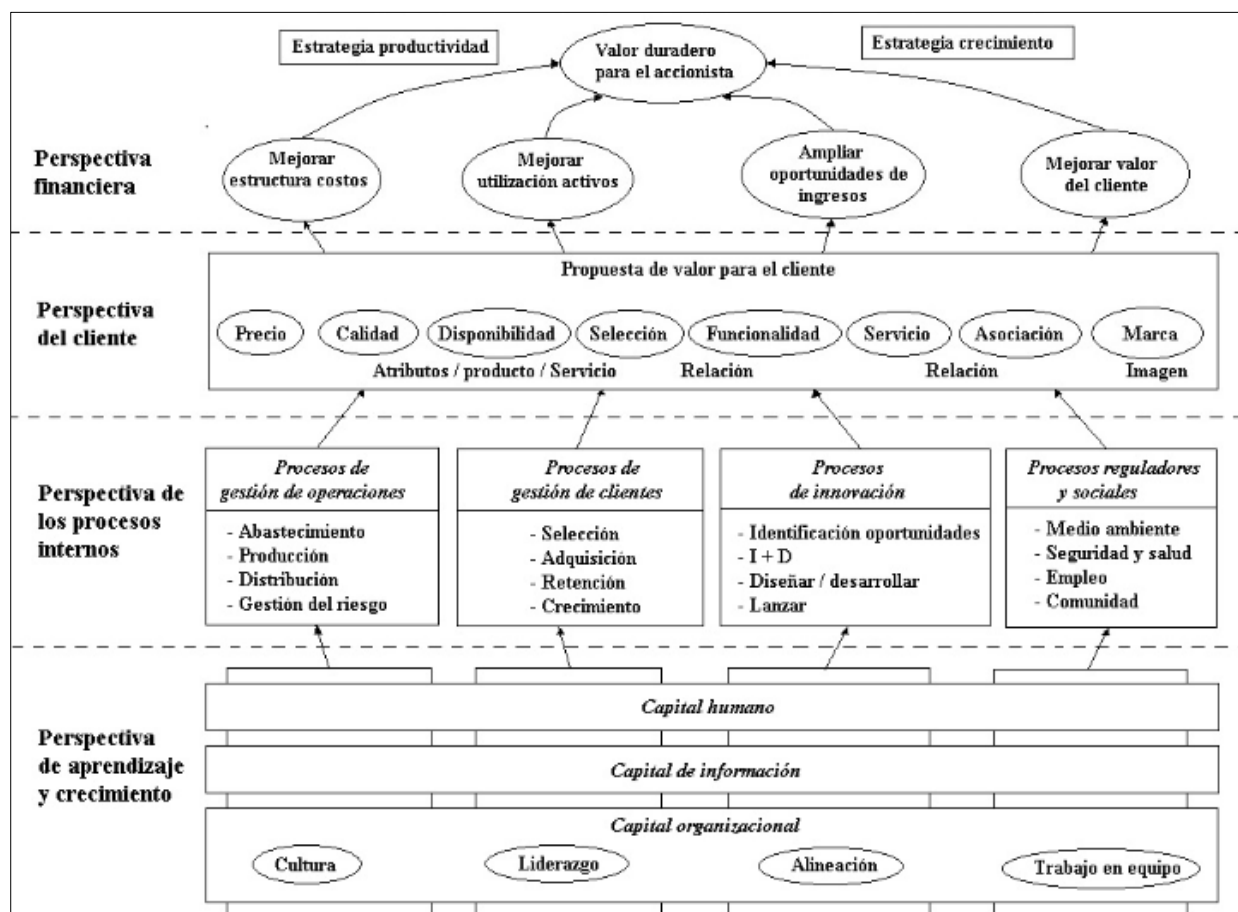 Estrategia productividad
Valor duradero
para el accionista
Estrategia crecimiento
Perspectiva
financiera
Mejorar
estructura costos
Mejorar
utilización activos
Ampliar
oportunidades de
ingresos
Mejorar valor
del cliente
Perspectiva
del cliente
Propuesta de valor para el cliente
Precio
Calidad
Disponibilidad
Selección
Funcionalidad
Servicio
Asociación
Marca
Atributos / producto / Servicio
Relación
Relación
Imagen
Perspectiva de
los procesos
internos
Procesos de
gestión de operaciones
- Abastecimiento
- Producción
- Distribución
- Gestión del riesgo
Procesos de
gestión de clientes
- Selección
- Adquisición
- Retención
- Crecimiento
Procesos
de innovación
- Identificación oportunidades
- I + D
- Diseñar / desarrollar
- Lanzar
Procesos reguladores
y sociales
- Medio ambiente
- Seguridad y salud
- Empleo
- Comunidad
Perspectiva
de aprendizaje
y crecimiento
Capital humano
Capital de información
Capital organizacional
Cultura
Liderazgo
Alineación
Trabajo en equipo